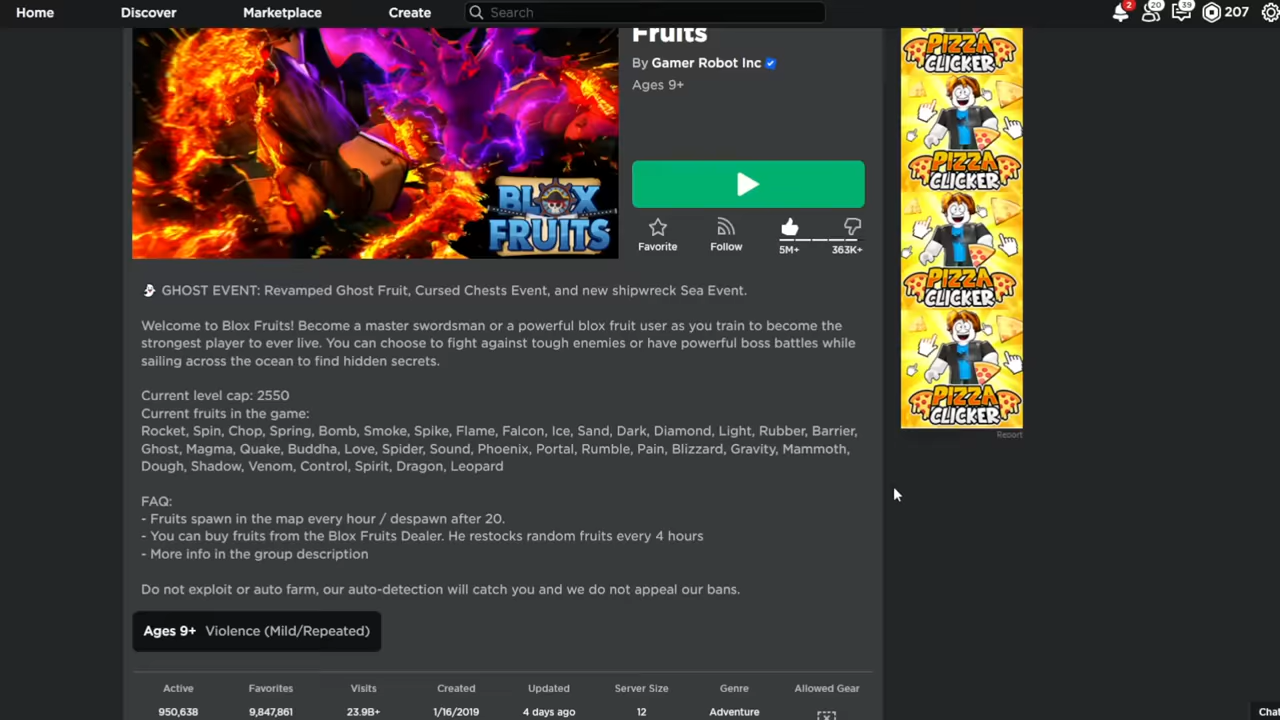 Home Discover Marketplace Create Search 2 20 39 207
Fruits
By Gamer Robot Inc
Ages 9+
BLOX
FRUITS
Favorite Follow 5M+ 363K+
PIZZA
CLICKER
PIZZA
CLICKER
PIZZA
CLICKER
PIZZA
CLICKER
Report
GHOST EVENT: Revamped Ghost Fruit, Cursed Chests Event, and new shipwreck Sea Event.
Welcome to Blox Fruits! Become a master swordsman or a powerful blox fruit user as you train to become the
strongest player to ever live. You can choose to fight against tough enemies or have powerful boss battles while
sailing across the ocean to find hidden secrets.
Current level cap: 2550
Current fruits in the game:
Rocket, Spin, Chop, Spring, Bomb, Smoke, Spike, Flame, Falcon, Ice, Sand, Dark, Diamond, Light, Rubber, Barrier,
Ghost, Magma, Quake, Buddha, Love, Spider, Sound, Phoenix, Portal, Rumble, Pain, Blizzard, Gravity, Mammoth,
Dough, Shadow, Venom, Control, Spirit, Dragon, Leopard
FAQ:
- Fruits spawn in the map every hour / despawn after 20.
- You can buy fruits from the Blox Fruits Dealer. He restocks random fruits every 4 hours
- More info in the group description
Do not exploit or auto farm, our auto-detection will catch you and we do not appeal our bans.
Ages 9+ Violence (Mild/Repeated)
Active Favorites Visits Created Updated Server Size Genre Allowed Gear
950,638 9,847,861 23.9B+ 1/16/2019 4 days ago 12 Adventure
Chat